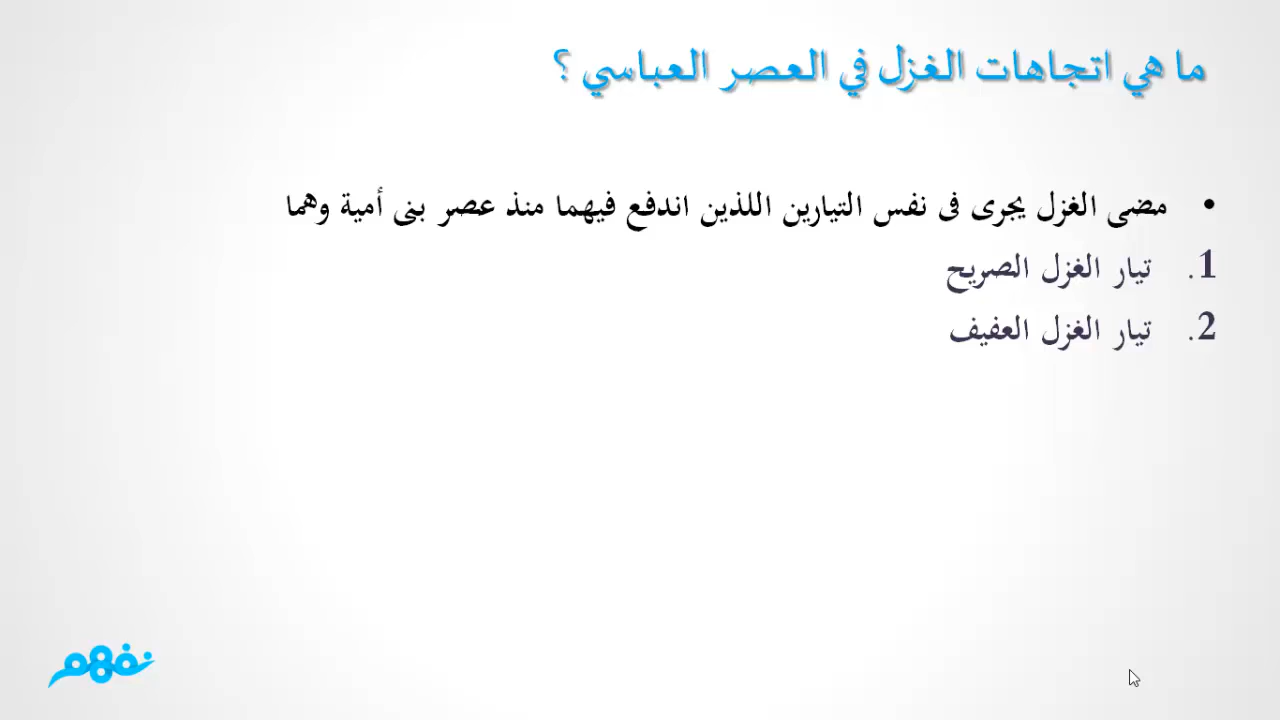 ما هي اتجاهات الغزل في العصر العباسي ؟
• مضى الغزل يجرى فى نفس التيارين اللذين اندفع فيهما منذ عصر بنى أمية وهما
1. تيار الغزل الصريح
2. تيار الغزل العفيف
نفهم